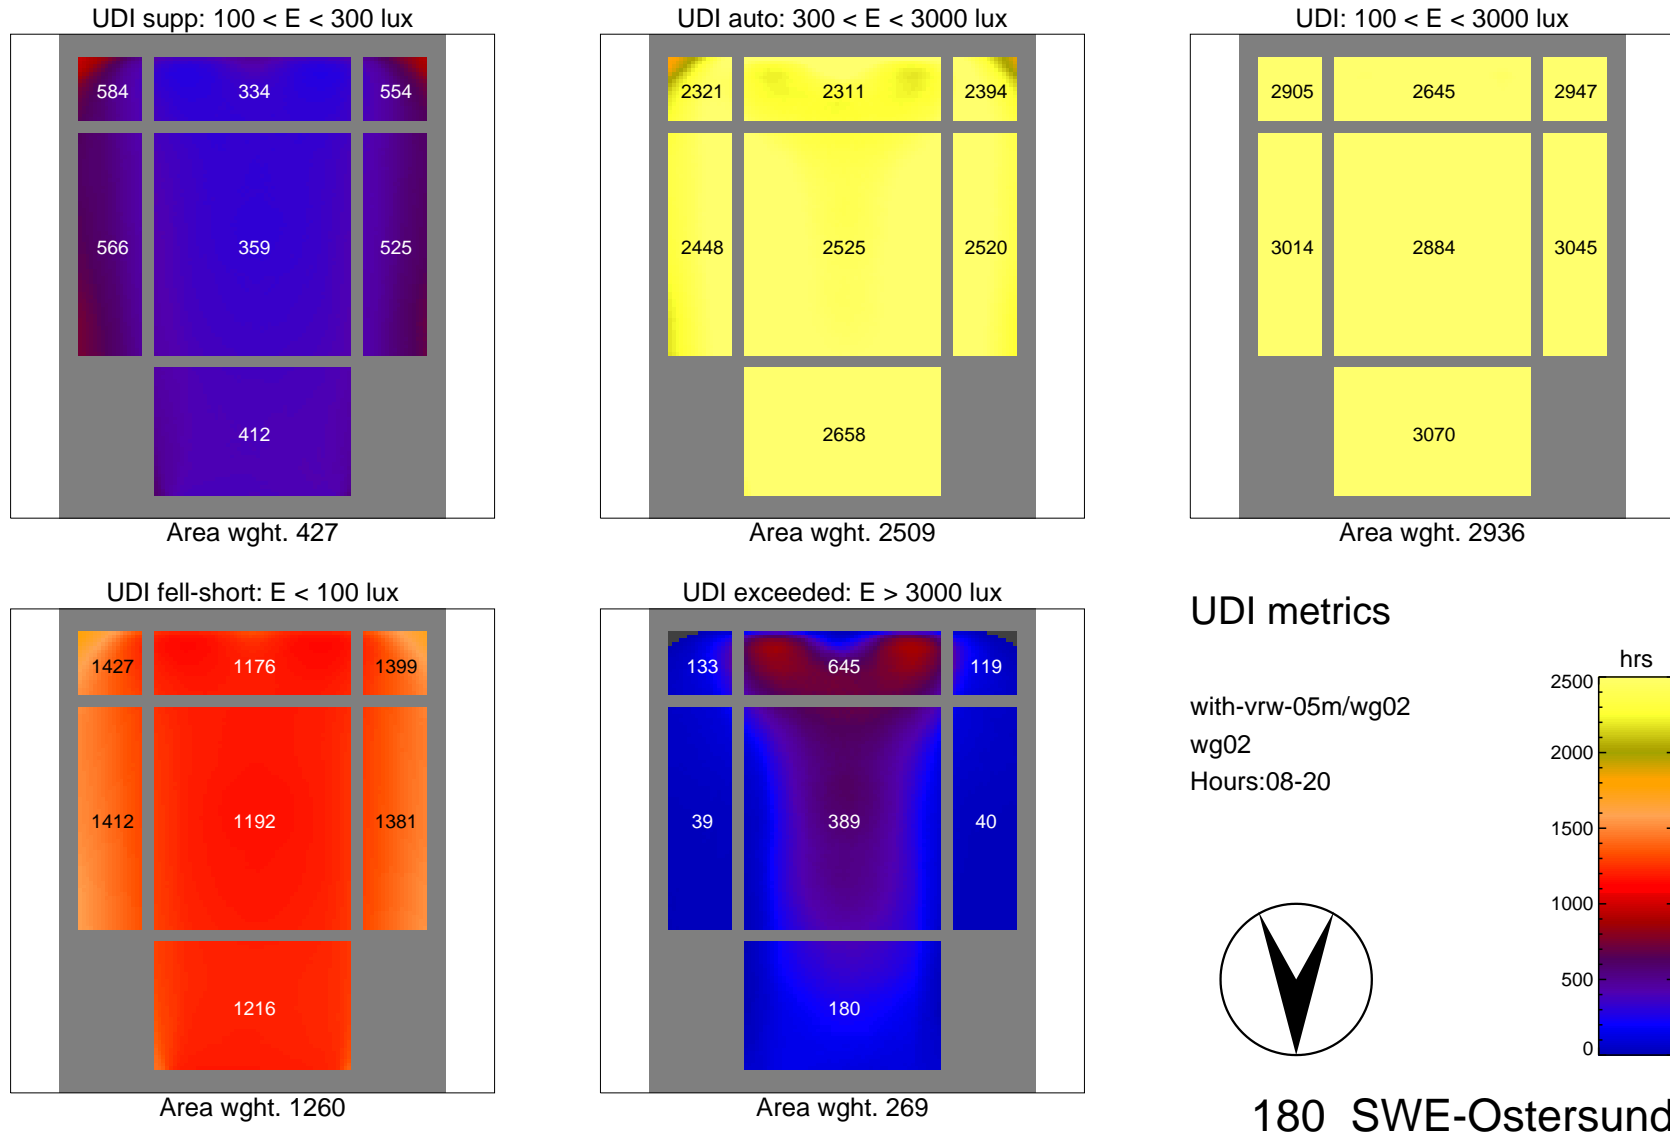 UDI supp: 100 < E < 300 lux
584 334 554
566 359 525
412
Area wght. 427
UDI auto: 300 < E < 3000 lux
2321 2311 2394
2448 2525 2520
2658
Area wght. 2509
UDI: 100 < E < 3000 lux
2905 2645 2947
3014 2884 3045
3070
Area wght. 2936
UDI fell-short: E < 100 lux
1427 1176 1399
1412 1192 1381
1216
Area wght. 1260
UDI exceeded: E > 3000 lux
133 645 119
39 389 40
180
Area wght. 269
UDI metrics
with-vrw-05m/wg02
wg02
Hours:08-20
hrs
2500
2000
1500
1000
500
0
180 SWE-Ostersund